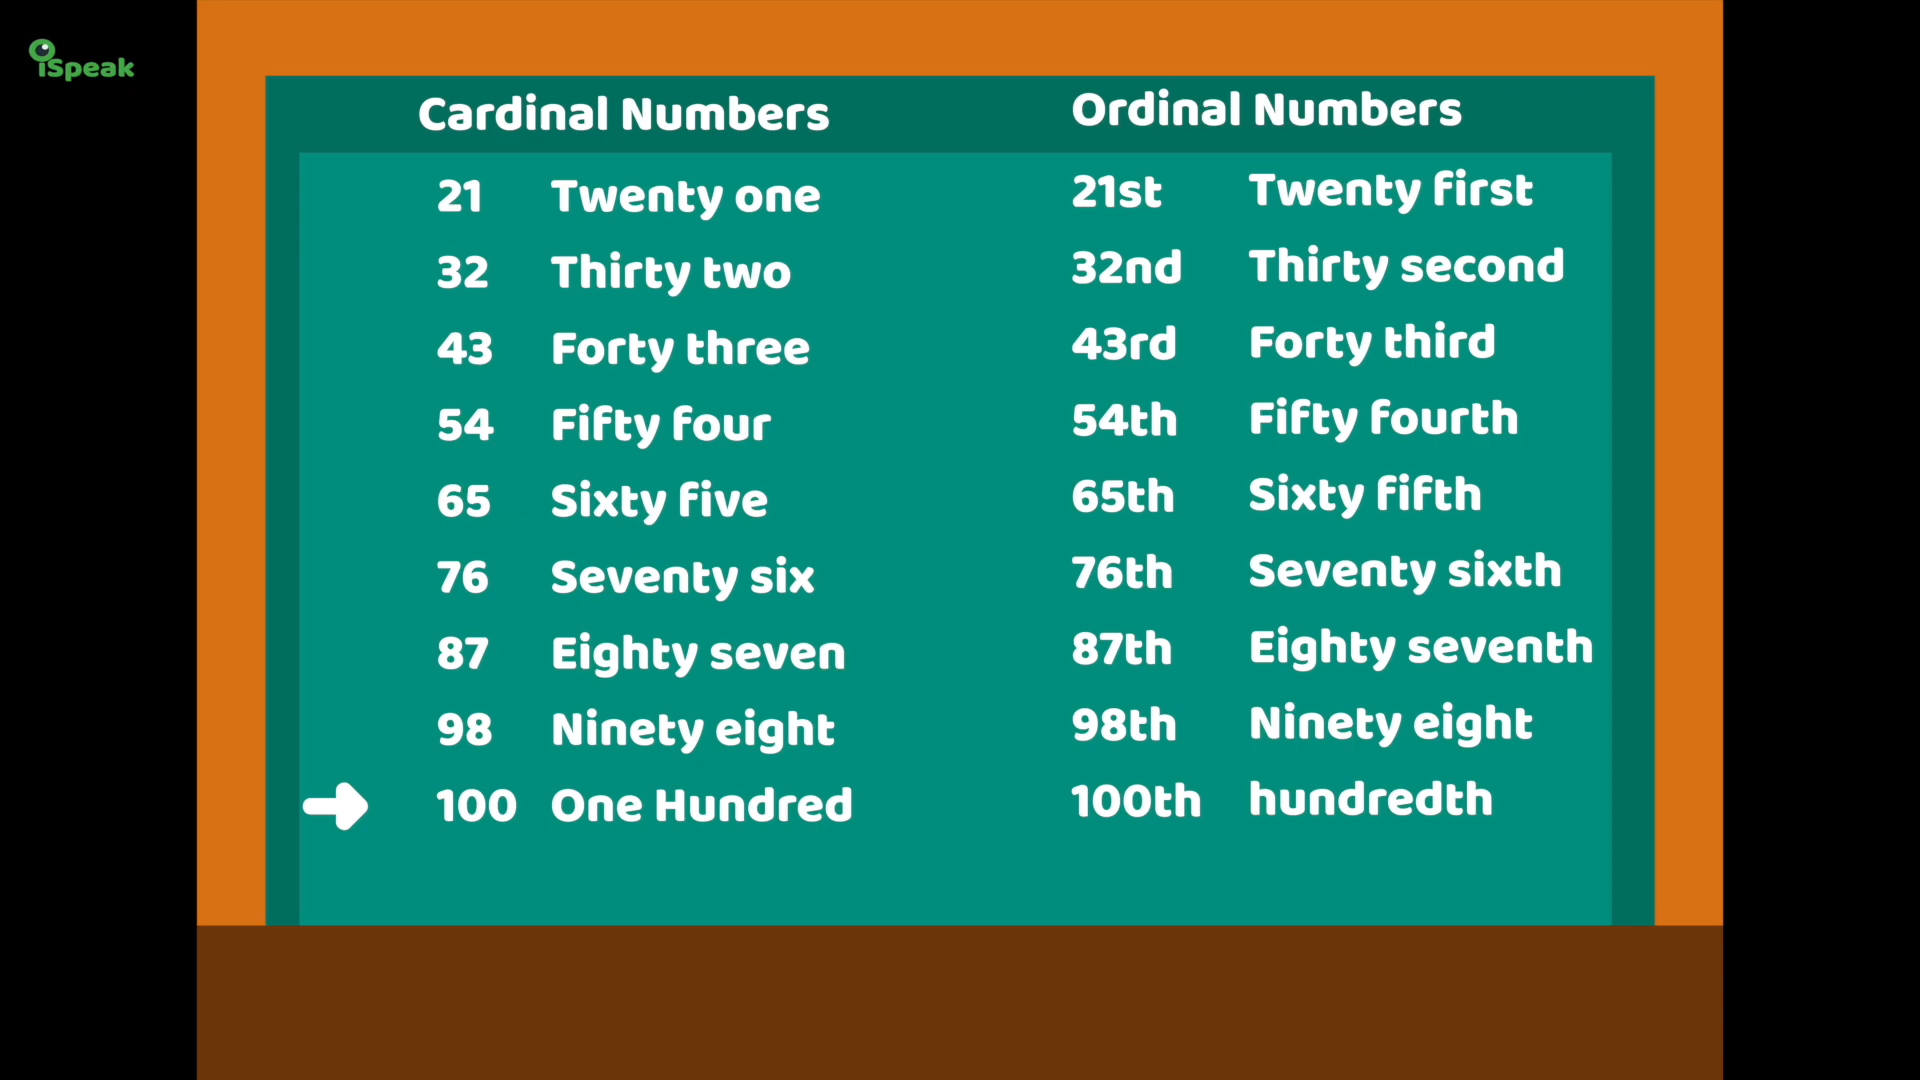 iSpeak
Cardinal Numbers Ordinal Numbers
21 Twenty one 21st Twenty first
32 Thirty two 32nd Thirty second
43 Forty three 43rd Forty third
54 Fifty four 54th Fifty fourth
65 Sixty five 65th Sixty fifth
76 Seventy six 76th Seventy sixth
87 Eighty seven 87th Eighty seventh
98 Ninety eight 98th Ninety eight
100 One Hundred 100th hundredth